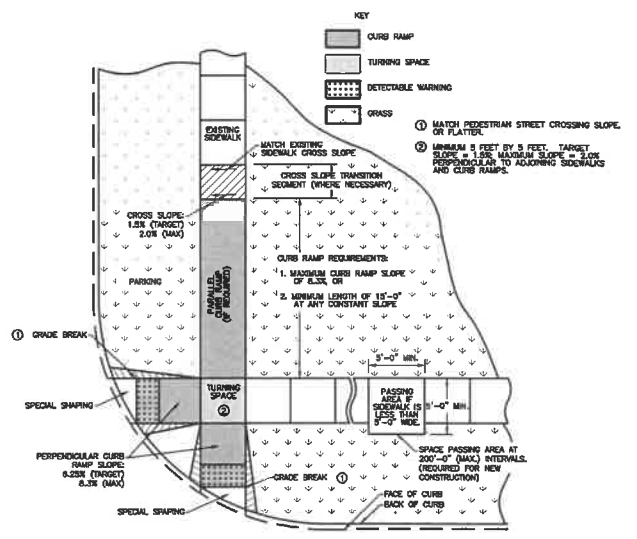 KEY
CURB RAMP
TURNING SPACE
DETECTABLE WARNING
GRASS
① MATCH PEDESTRIAN STREET CROSSING SLOPE,
OR FLATTER.
② MINIMUM 5 FEET BY 5 FEET. TARGET
SLOPE = 1.5%; MAXIMUM SLOPE = 2.0%
PERPENDICULAR TO ADJOINING SIDEWALKS
AND CURB RAMPS.
EXISTING
SIDEWALK
MATCH EXISTING
SIDEWALK CROSS SLOPE
CROSS SLOPE TRANSITION
SEGMENT (WHERE NECESSARY)
CROSS SLOPE:
1.5% (TARGET)
2.0% (MAX)
CURB RAMP REQUIREMENTS:
1. MAXIMUM CURB RAMP SLOPE
OF 8.3%, OR
2. MINIMUM LENGTH OF 15'-0"
AT ANY CONSTANT SLOPE
PARKING
PARALLEL
CURB RAMP
(IF REQUIRED)
① GRADE BREAK
5'-0" MIN.
TURNING
SPACE
②
PASSING
AREA IF
SIDEWALK IS
LESS THAN
5'-0" WIDE.
5'-0" MIN.
SPECIAL SHAPING
PERPENDICULAR CURB
RAMP SLOPE:
6.25% (TARGET)
8.3% (MAX)
SPACE PASSING AREA AT
200'-0" (MAX.) INTERVALS.
(REQUIRED FOR NEW
CONSTRUCTION)
GRADE BREAK ①
SPECIAL SHAPING
FACE OF CURB
BACK OF CURB